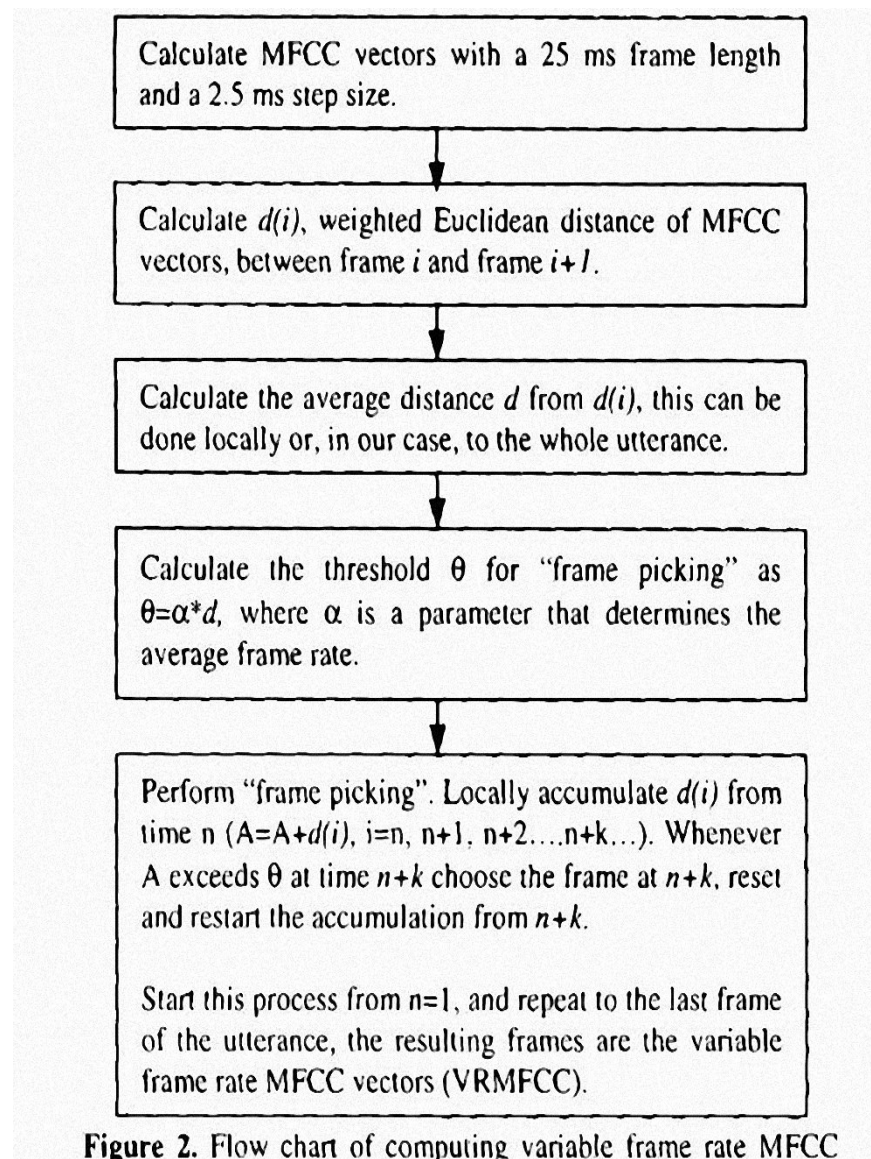 Calculate MFCC vectors with a 25 ms frame length
and a 2.5 ms step size.
Calculate d(i), weighted Euclidean distance of MFCC
vectors, between frame i and frame i+1.
Calculate the average distance d from d(i), this can be
done locally or, in our case, to the whole utterance.
Calculate the threshold θ for “frame picking” as
θ=α*d, where α is a parameter that determines the
average frame rate.
Perform “frame picking”. Locally accumulate d(i) from
time n (A=A+d(i), i=n, n+1, n+2....n+k...). Whenever
A exceeds θ at time n+k choose the frame at n+k, reset
and restart the accumulation from n+k.
Start this process from n=1, and repeat to the last frame
of the utterance, the resulting frames are the variable
frame rate MFCC vectors (VRMFCC).
Figure 2. Flow chart of computing variable frame rate MFCC